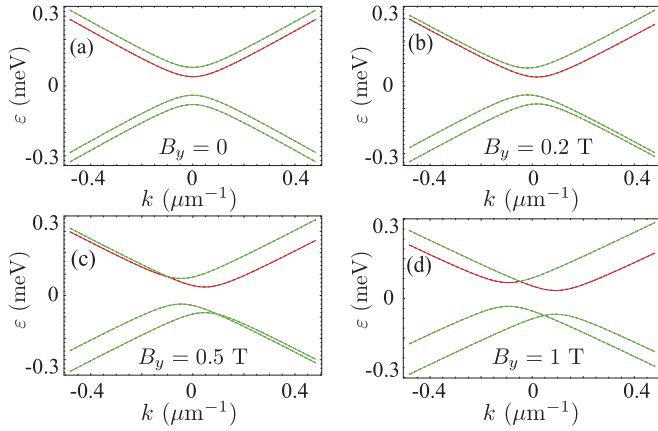 0.3
(a)
ε (meV)
0
B_y = 0
-0.3
-0.4
0
0.4
k (μm⁻¹)
0.3
(b)
ε (meV)
0
B_y = 0.2 T
-0.3
-0.4
0
0.4
k (μm⁻¹)
0.3
(c)
ε (meV)
0
B_y = 0.5 T
-0.3
-0.4
0
0.4
k (μm⁻¹)
0.3
(d)
ε (meV)
0
B_y = 1 T
-0.3
-0.4
0
0.4
k (μm⁻¹)